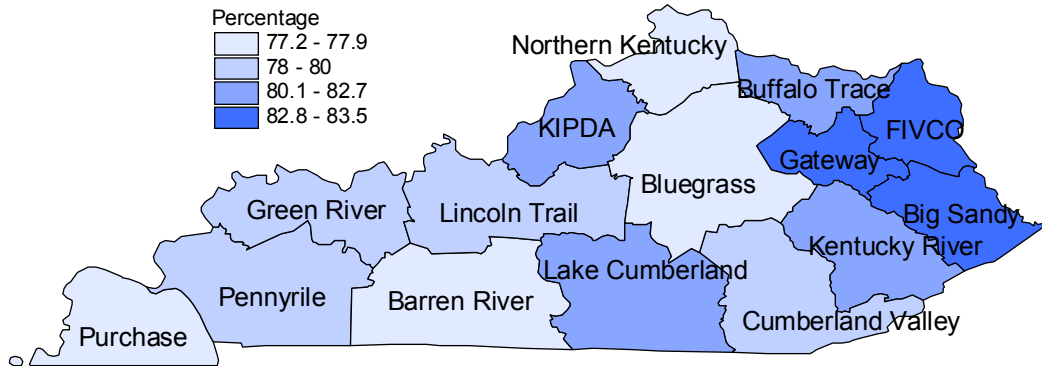 Percentage
77.2 - 77.9
78 - 80
80.1 - 82.7
82.8 - 83.5
Northern Kentucky
Buffalo Trace
KIPDA
FIVCO
Gateway
Bluegrass
Green River
Lincoln Trail
Big Sandy
Kentucky River
Lake Cumberland
Pennyrile
Barren River
Cumberland Valley
Purchase